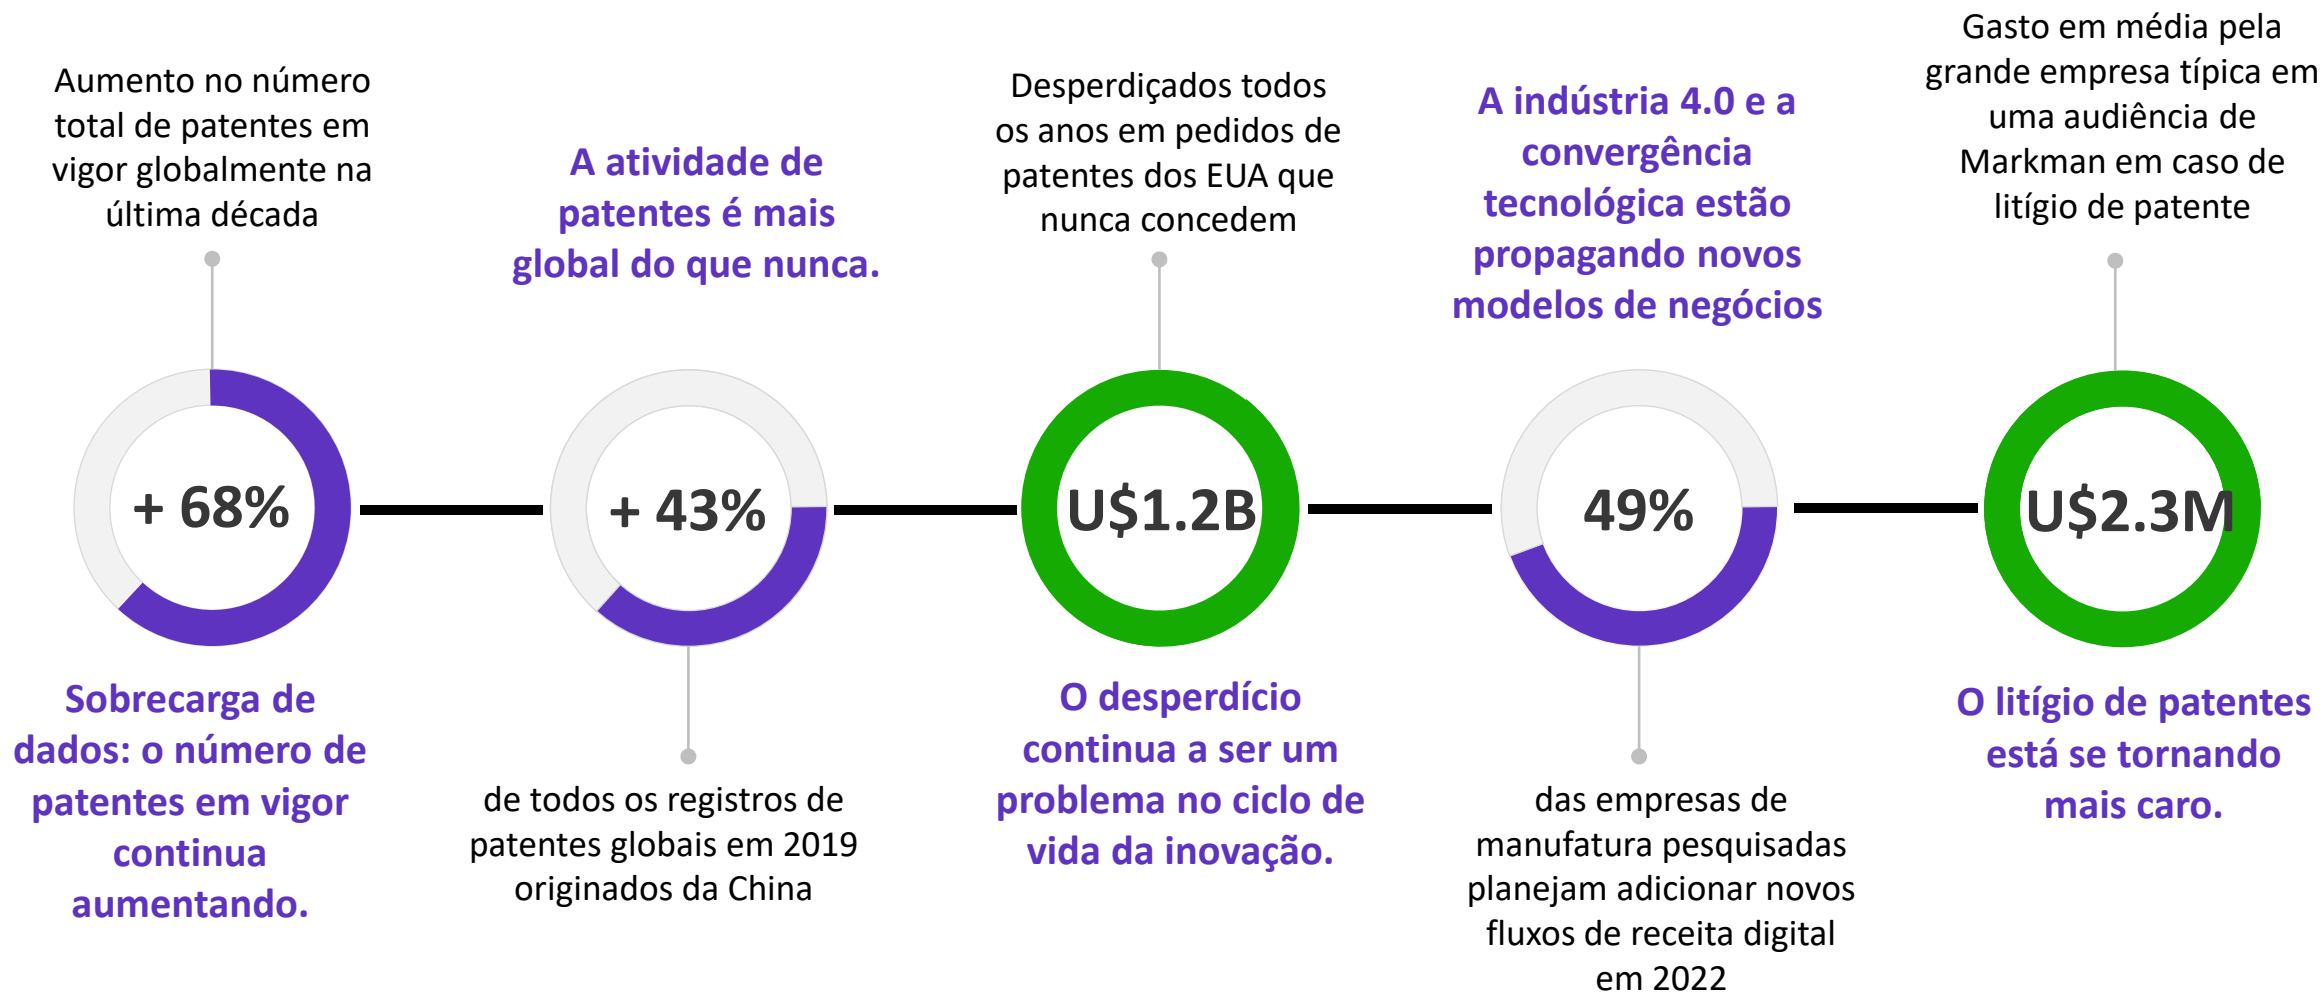 Aumento no número
total de patentes em
vigor globalmente na
última década
+ 68%
Sobrecarga de
dados: o número de
patentes em vigor
continua
aumentando.
A atividade de
patentes é mais
global do que nunca.
+ 43%
de todos os registros de
patentes globais em 2019
originados da China
Desperdiçados todos
os anos em pedidos de
patentes dos EUA que
nunca concedem
U$1.2B
O desperdício
continua a ser um
problema no ciclo de
vida da inovação.
A indústria 4.0 e a
convergência
tecnológica estão
propagando novos
modelos de negócios
49%
das empresas de
manufatura pesquisadas
planejam adicionar novos
fluxos de receita digital
em 2022
Gasto em média pela
grande empresa típica em
uma audiência de
Markman em caso de
litígio de patente
U$2.3M
O litígio de patentes
está se tornando
mais caro.